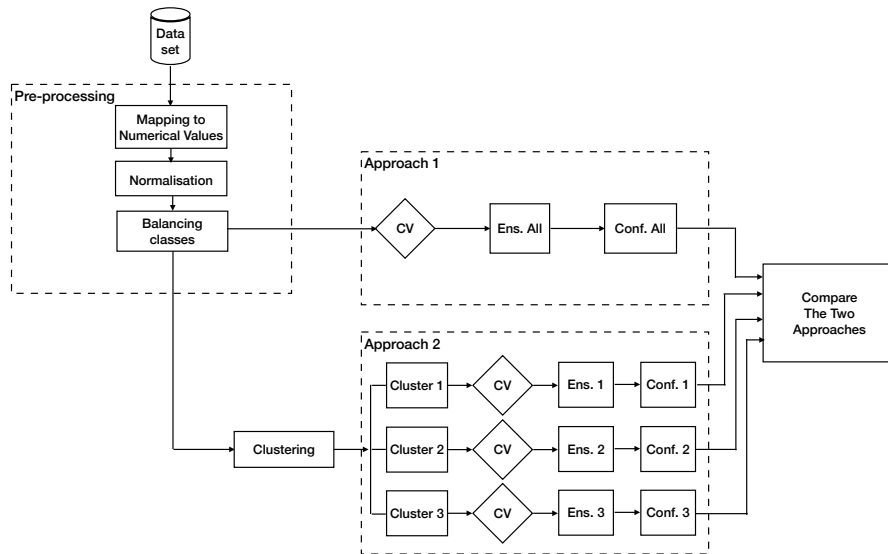 Data
set
Pre-processing
Mapping to
Numerical Values
Normalisation
Balancing
classes
Approach 1
CV
Ens. All
Conf. All
Compare
The Two
Approaches
Approach 2
Cluster 1
CV
Ens. 1
Conf. 1
Clustering
Cluster 2
CV
Ens. 2
Conf. 2
Cluster 3
CV
Ens. 3
Conf. 3